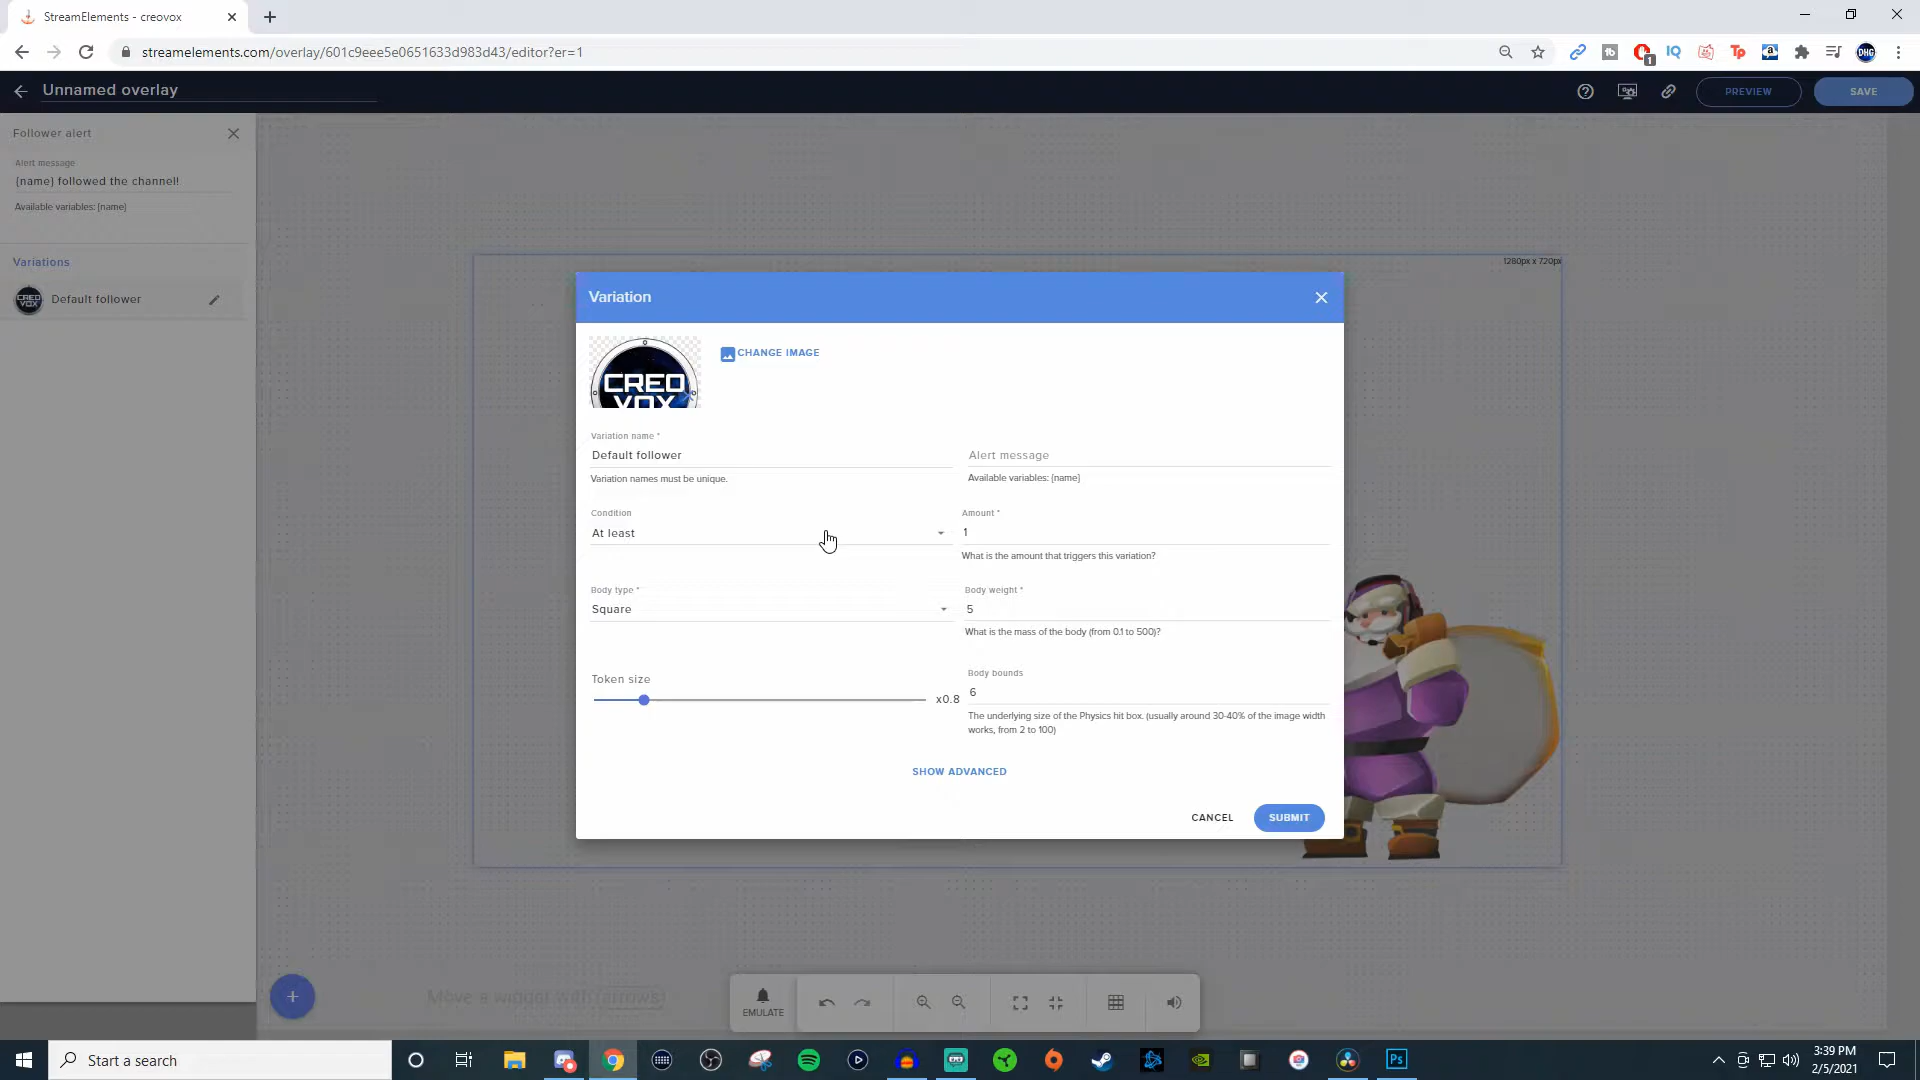 StreamElements - creovox
streamelements.com/overlay/601c9eee5e0651633d983d43/editor?er=1
Unnamed overlay
PREVIEW
SAVE
Follower alert
Alert message
{name} followed the channel!
Available variables: {name}
Variations
Default follower
1280px x 720px
Variation
CREO
VOX
CHANGE IMAGE
Variation name *
Default follower
Variation names must be unique.
Alert message
Available variables: {name}
Condition
At least
Amount *
1
What is the amount that triggers this variation?
Body type *
Square
Body weight *
5
What is the mass of the body (from 0.1 to 500)?
Token size
x0.8
Body bounds
6
The underlying size of the Physics hit box. (usually around 30-40% of the image width
works, from 2 to 100)
SHOW ADVANCED
CANCEL
SUBMIT
Move a widget with arrows!
EMULATE
Start a search
3:39 PM
2/5/2021